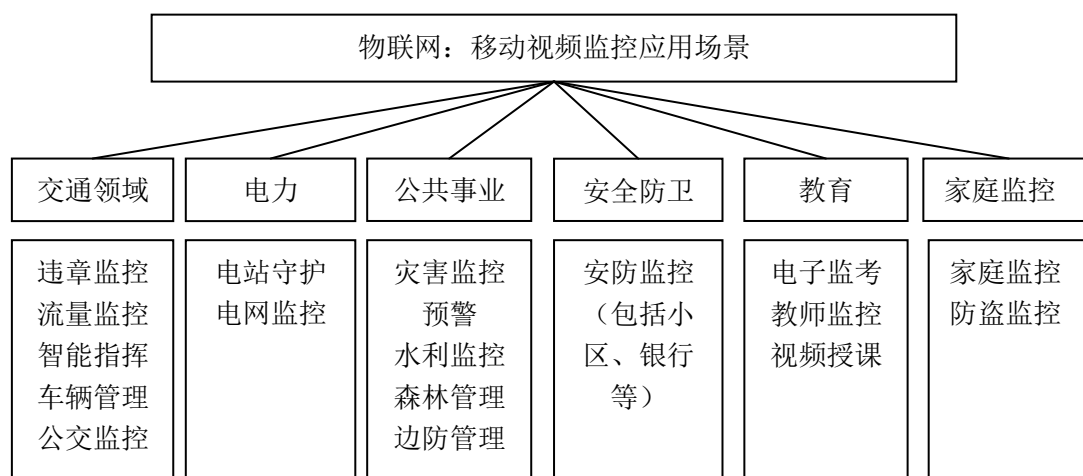 物联网：移动视频监控应用场景
交通领域
电力
公共事业
安全防卫
教育
家庭监控
违章监控
流量监控
智能指挥
车辆管理
公交监控
电站守护
电网监控
灾害监控
预警
水利监控
森林管理
边防管理
安防监控
（包括小
区、银行
等）
电子监考
教师监控
视频授课
家庭监控
防盗监控